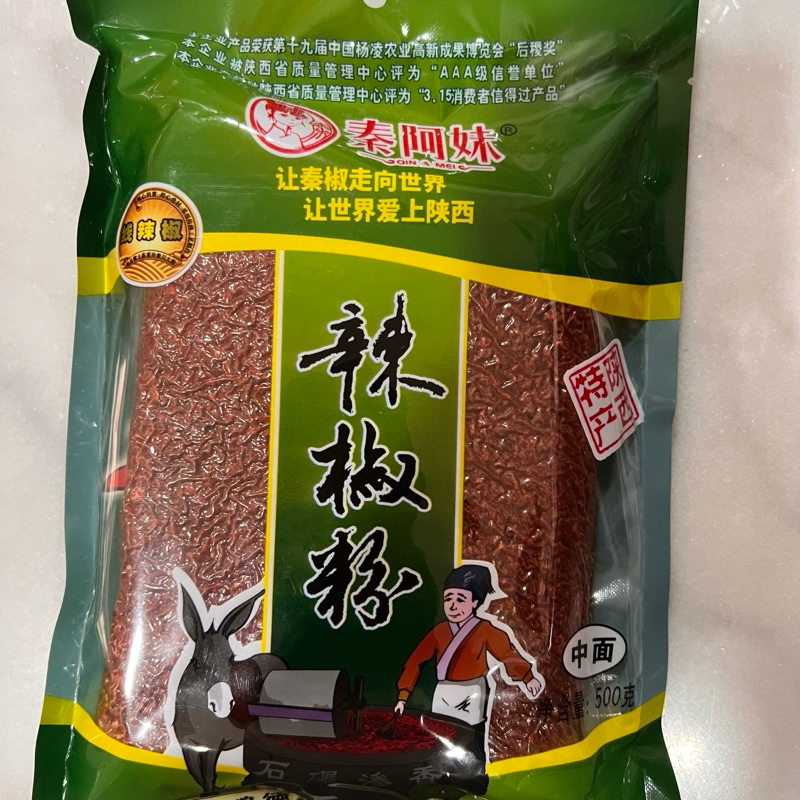 本企业产品荣获第十九届中国杨凌农业高新成果博览会“后稷奖”
本企业被陕西省质量管理中心评为“AAA级信誉单位”
陕西省质量管理中心评为“3.15消费者信得过产品”
秦阿妹®
QIN A MEI
让秦椒走向世界
让世界爱上陕西
线辣椒
辣椒粉
陕西
特产
中面
净含量:500克
石碾渗香